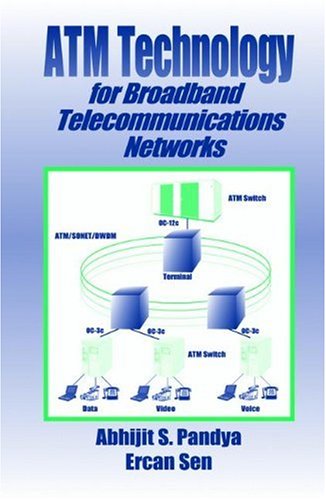 ATM Technology
for Broadband
Telecommunications
Networks
ATM Switch
OC-12c
ATM/SONET/DWDM
Terminal
OC-3c
OC-3c
OC-3c
ATM Switch
Data
Video
Voice
Abhijit S. Pandya
Ercan Sen